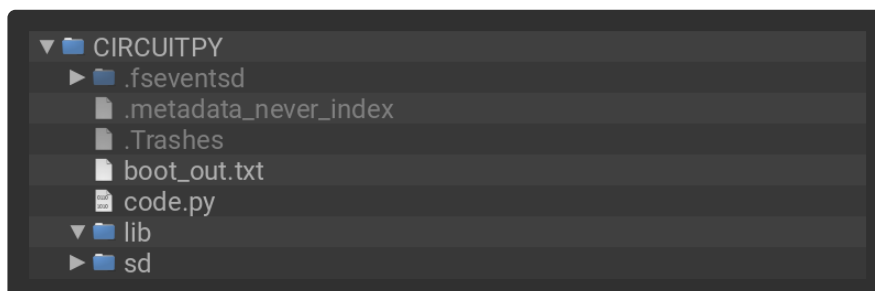 CIRCUITPY
.fseventsd
.metadata_never_index
.Trashes
boot_out.txt
code.py
lib
sd